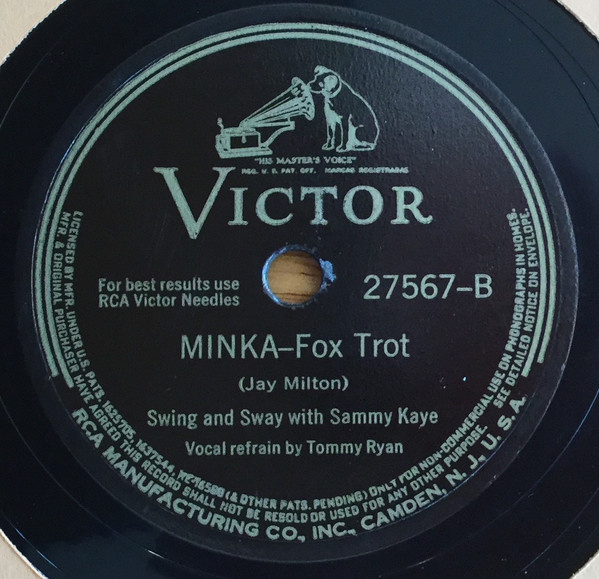 "HIS MASTER'S VOICE"
REG. U. S. PAT. OFF. MARCAS REGISTRADAS
VICTOR
For best results use
RCA Victor Needles
27567-B
MINKA-Fox Trot
(Jay Milton)
Swing and Sway with Sammy Kaye
Vocal refrain by Tommy Ryan
LICENSED BY MFR. UNDER U.S. PATS. 1625705, 1637544, RE-16588 (& OTHER PATS. PENDING) ONLY FOR NON-COMMERCIAL USE ON PHONOGRAPHS IN HOMES.
MFR. & ORIGINAL PURCHASER HAVE AGREED THIS RECORD SHALL NOT BE RESOLD OR USED FOR ANY OTHER PURPOSE. SEE DETAILED NOTICE ON ENVELOPE.
RCA MANUFACTURING CO., INC., CAMDEN, N. J., U. S. A.